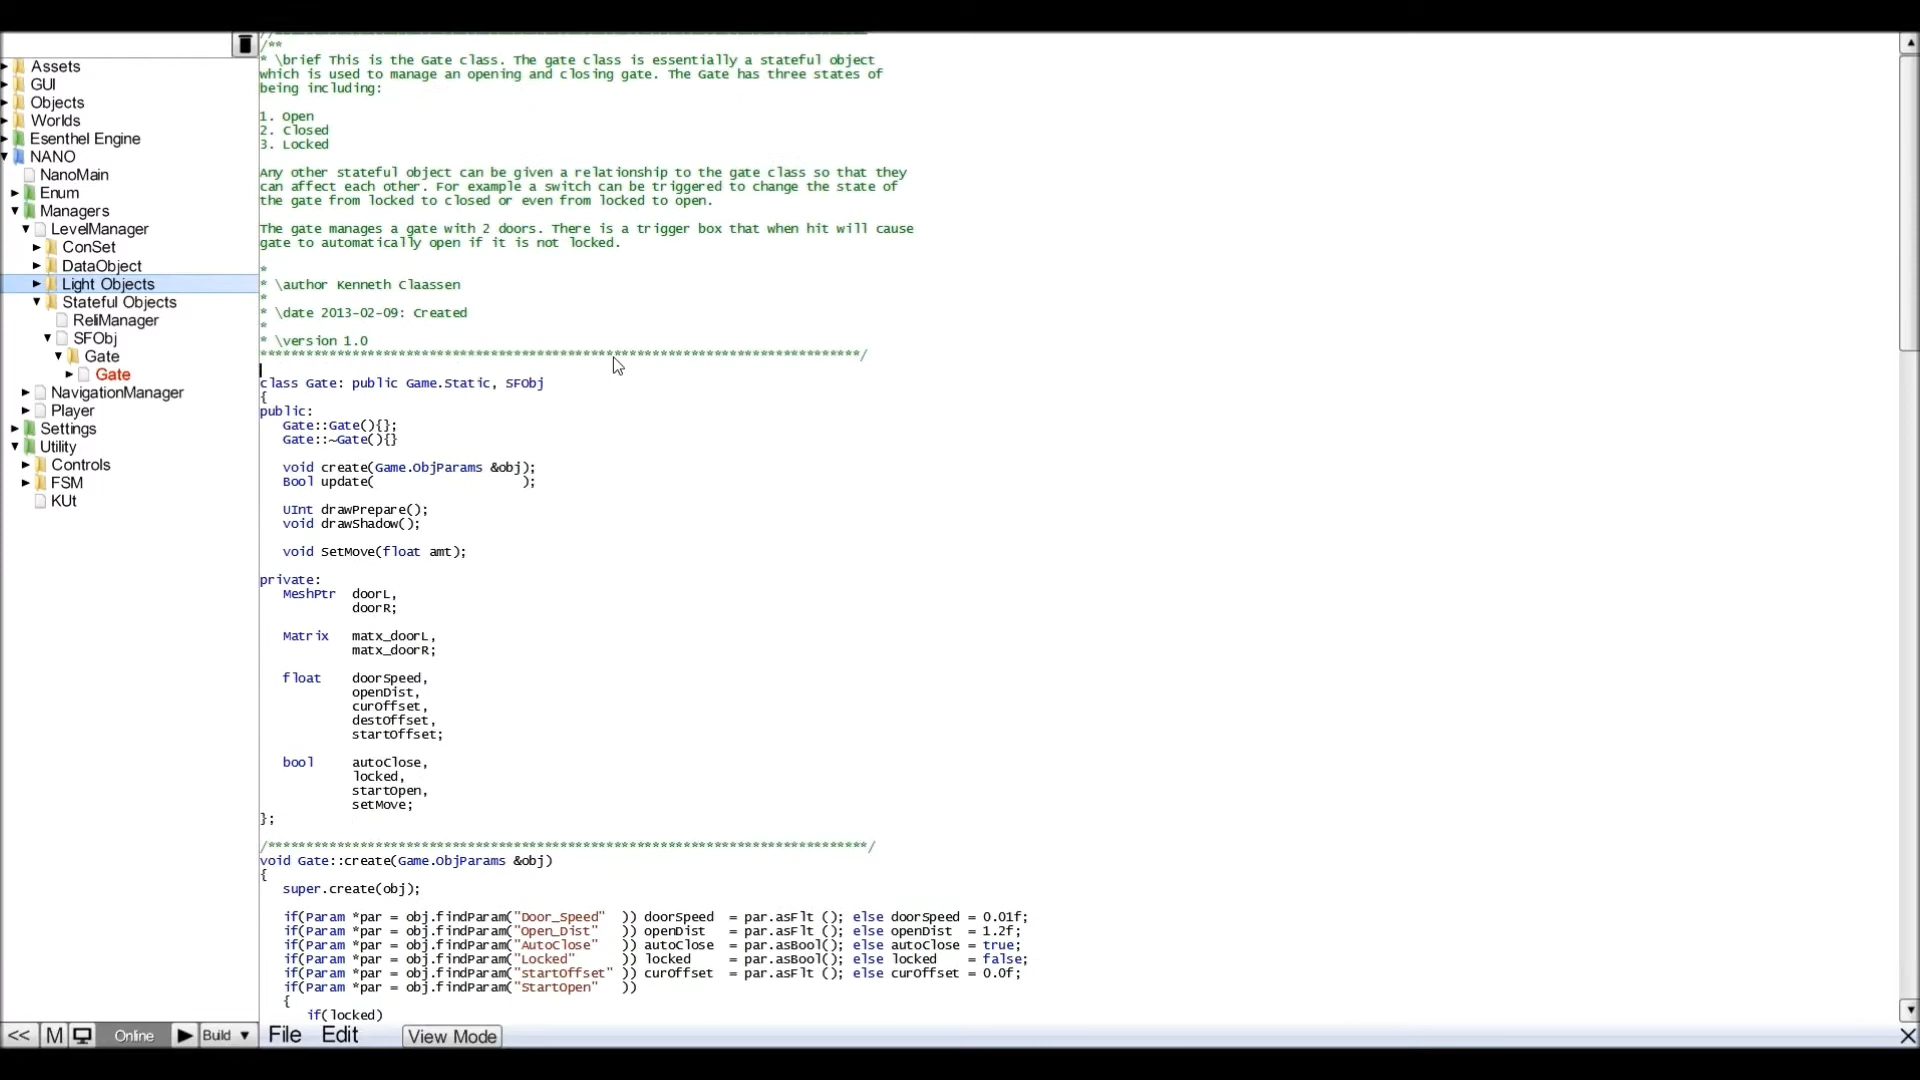 Assets
GUI
Objects
Worlds
Esenthel Engine
NANO
NanoMain
Enum
Managers
LevelManager
ConSet
DataObject
Light Objects
Stateful Objects
ReliManager
SFObj
Gate
Gate
NavigationManager
Player
Settings
Utility
Controls
FSM
KUt
/**
* \brief This is the Gate class. The gate class is essentially a stateful object
which is used to manage an opening and closing gate. The Gate has three states of
being including:
1. Open
2. Closed
3. Locked
Any other stateful object can be given a relationship to the gate class so that they
can affect each other. For example a switch can be triggered to change the state of
the gate from locked to closed or even from locked to open.
The gate manages a gate with 2 doors. There is a trigger box that when hit will cause
gate to automatically open if it is not locked.
*
* \author Kenneth Claassen
*
* \date 2013-02-09: Created
*
* \version 1.0
******************************************************************************/
class Gate: public Game.Static, SFObj
{
public:
Gate::Gate(){};
Gate::~Gate(){}
void create(Game.ObjParams &obj);
Bool update( );
UInt drawPrepare();
void drawShadow();
void SetMove(float amt);
private:
MeshPtr doorL,
doorR;
Matrix matx_doorL,
matx_doorR;
float doorSpeed,
openDist,
curOffset,
destOffset,
startOffset;
bool autoClose,
locked,
startOpen,
setMove;
};
/******************************************************************************/
void Gate::create(Game.ObjParams &obj)
{
super.create(obj);
if(Param *par = obj.findParam("Door_Speed" )) doorSpeed = par.asFlt (); else doorSpeed = 0.01f;
if(Param *par = obj.findParam("Open_Dist" )) openDist = par.asFlt (); else openDist = 1.2f;
if(Param *par = obj.findParam("AutoClose" )) autoClose = par.asBool(); else autoClose = true;
if(Param *par = obj.findParam("Locked" )) locked = par.asBool(); else locked = false;
if(Param *par = obj.findParam("startOffset" )) curOffset = par.asFlt (); else curOffset = 0.0f;
if(Param *par = obj.findParam("StartOpen" ))
{
if(locked)
<< M Online Build File Edit View Mode